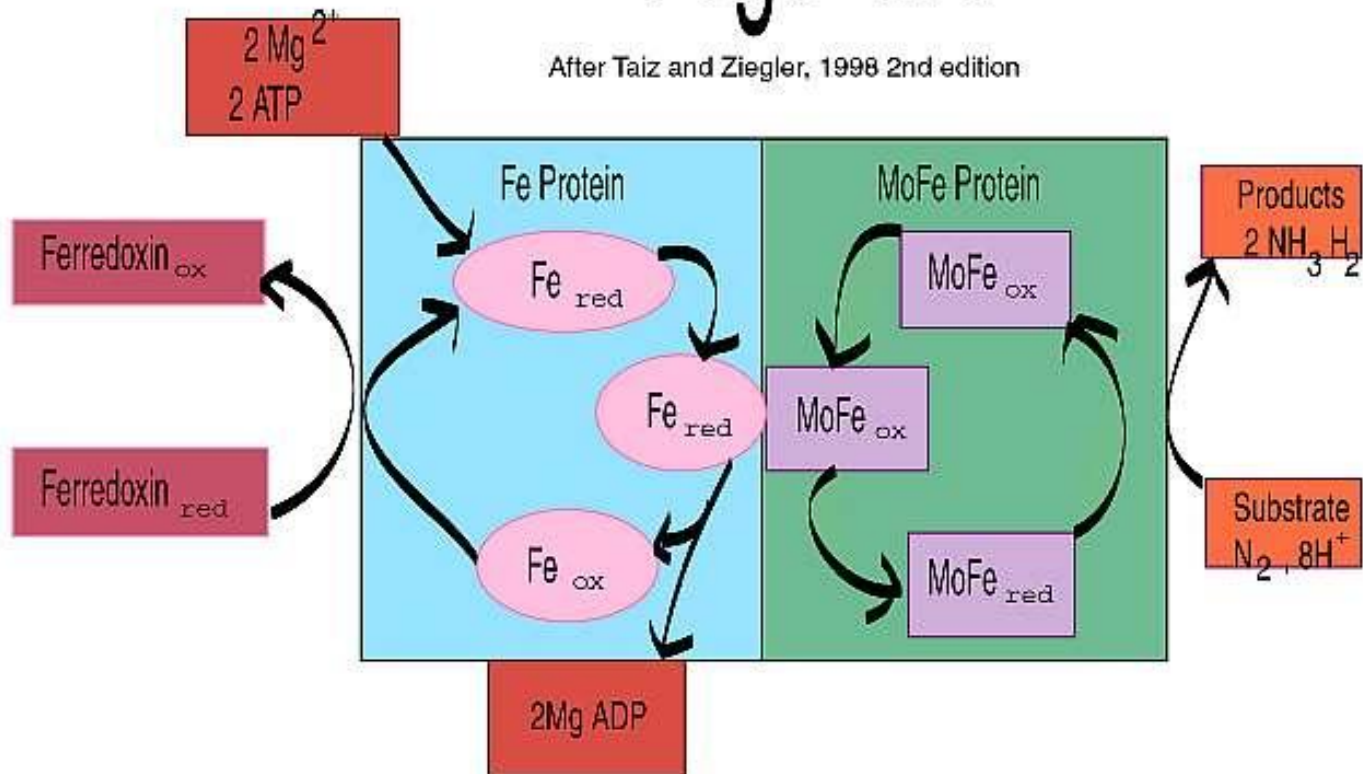 2 Mg 2+
2 ATP
After Taiz and Ziegler, 1998 2nd edition
Fe Protein
MoFe Protein
Products
2 NH3 H2
Ferredoxin ox
Fe red
MoFe ox
Fe red
MoFe ox
Ferredoxin red
Substrate
N2, 8H+
Fe ox
MoFe red
2Mg ADP